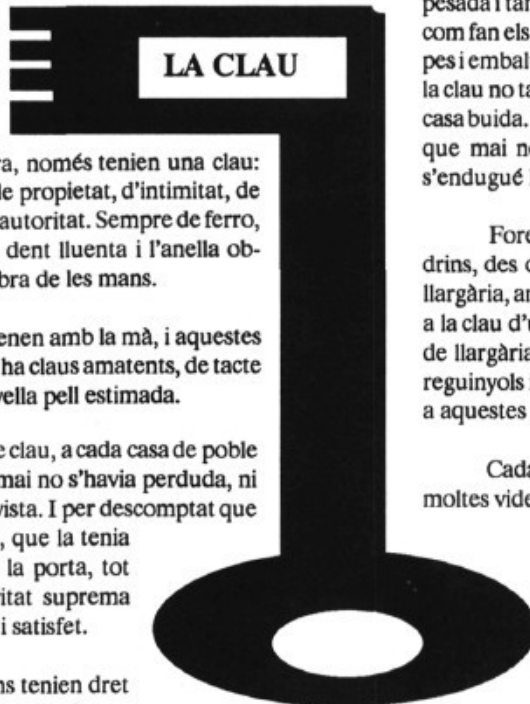 LA CLAU
ra, només tenien una clau:
le propietat, d'intimitat, de
autoritat. Sempre de ferro,
dent lluenta i l'anella ob-
bra de les mans.
enen amb la mà, i aquestes
ha claus amatents, de tacte
vella pell estimada.
e clau, a cada casa de poble
mai no s'havia perduda, ni
vista. I per descomptat que
, que la tenia
la porta, tot
itat suprema
i satisfet.
ns tenien dret
pesada i tan
com fan els
pes i embal
la clau no ta
casa buida.
que mai no
s'endugué
Fore
drins, des d
llargària, an
a la clau d'u
de llargària
reguinyols
a aquestes
Cada
moltes vide